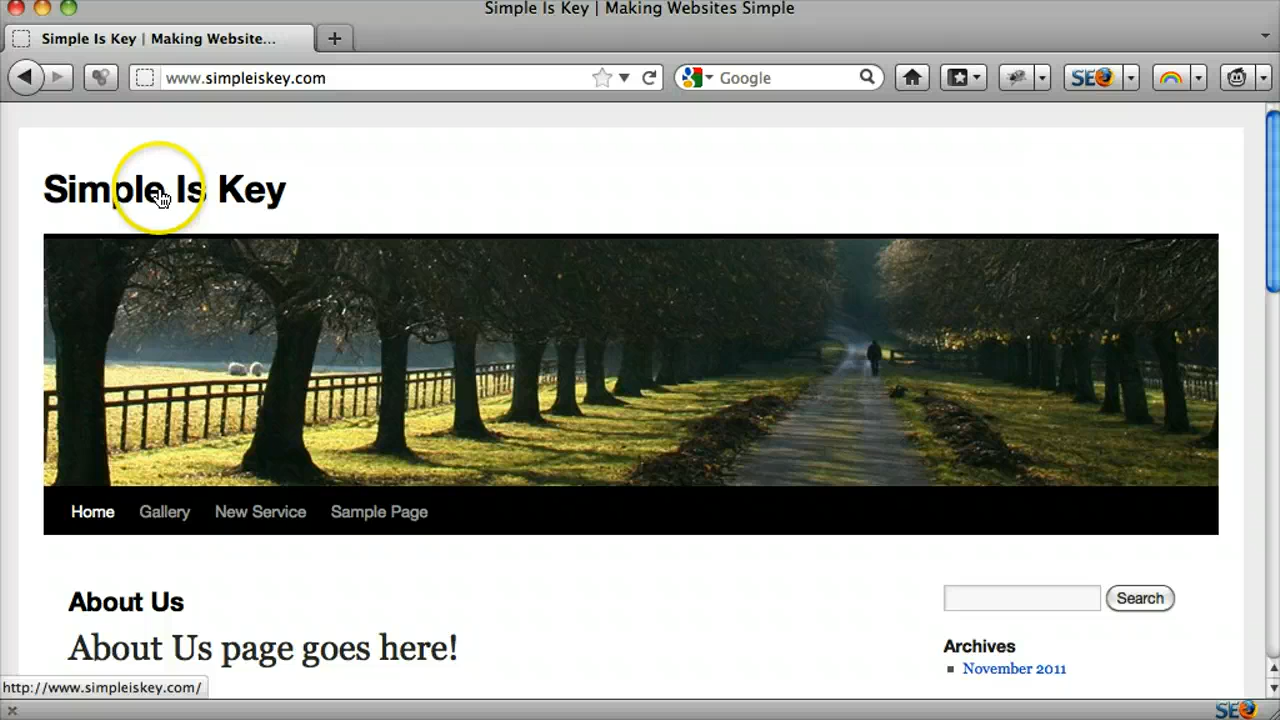 Simple Is Key | Making Websites Simple
Simple Is Key | Making Website...
www.simpleiskey.com
Google
SEO
Simple Is Key
Home Gallery New Service Sample Page
About Us
About Us page goes here!
Search
Archives
November 2011
http://www.simpleiskey.com/
SEO